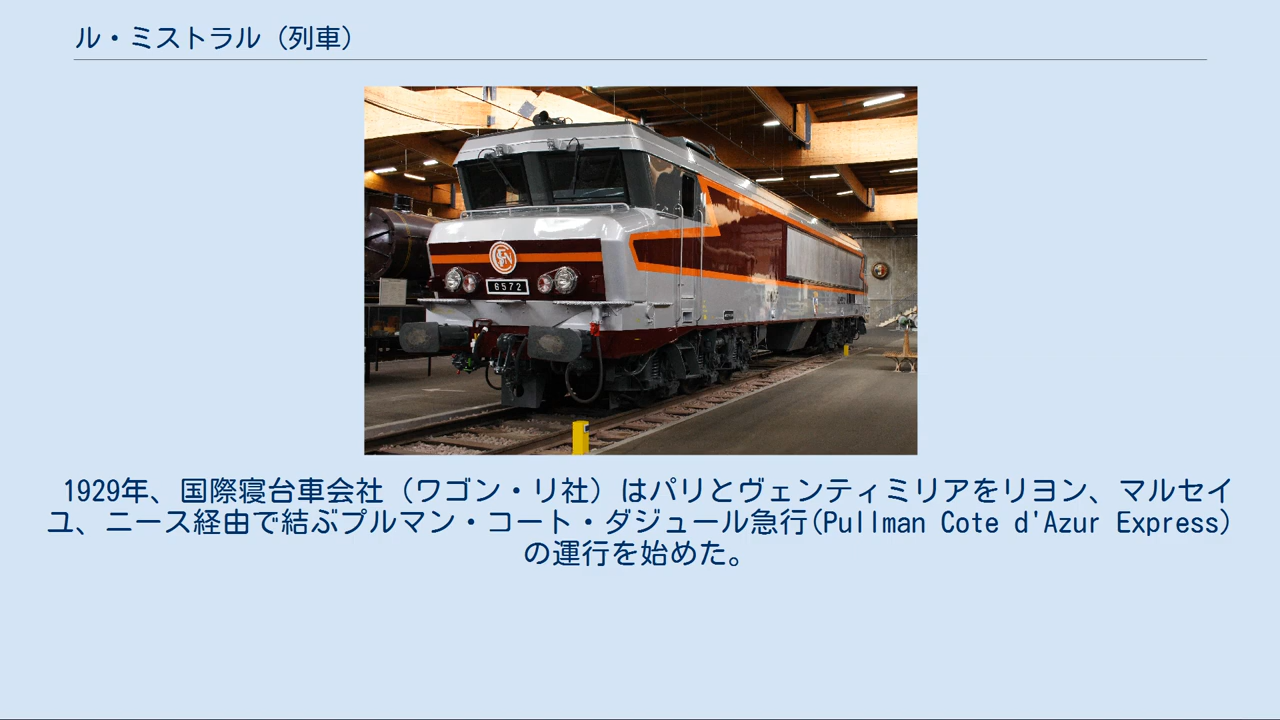 ル・ミストラル（列車）
6572
1929年、国際寝台車会社（ワゴン・リ社）はパリとヴェンティミリアをリヨン、マルセイ
ユ、ニース経由で結ぶプルマン・コート・ダジュール急行(Pullman Cote d'Azur Express)
の運行を始めた。